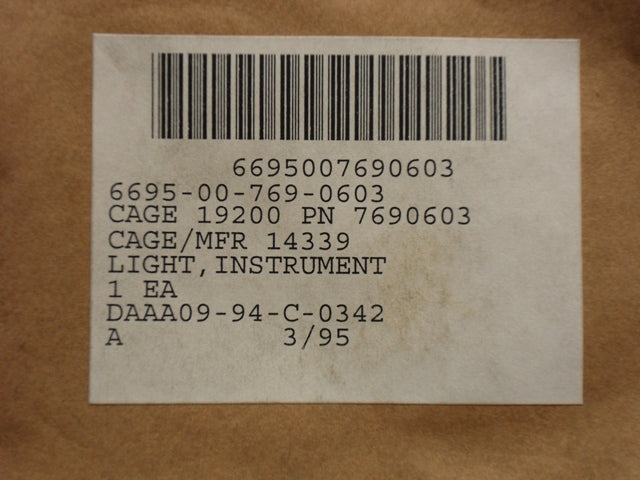 6695007690603
6695-00-769-0603
CAGE 19200 PN 7690603
CAGE/MFR 14339
LIGHT,INSTRUMENT
1 EA
DAAA09-94-C-0342
A 3/95